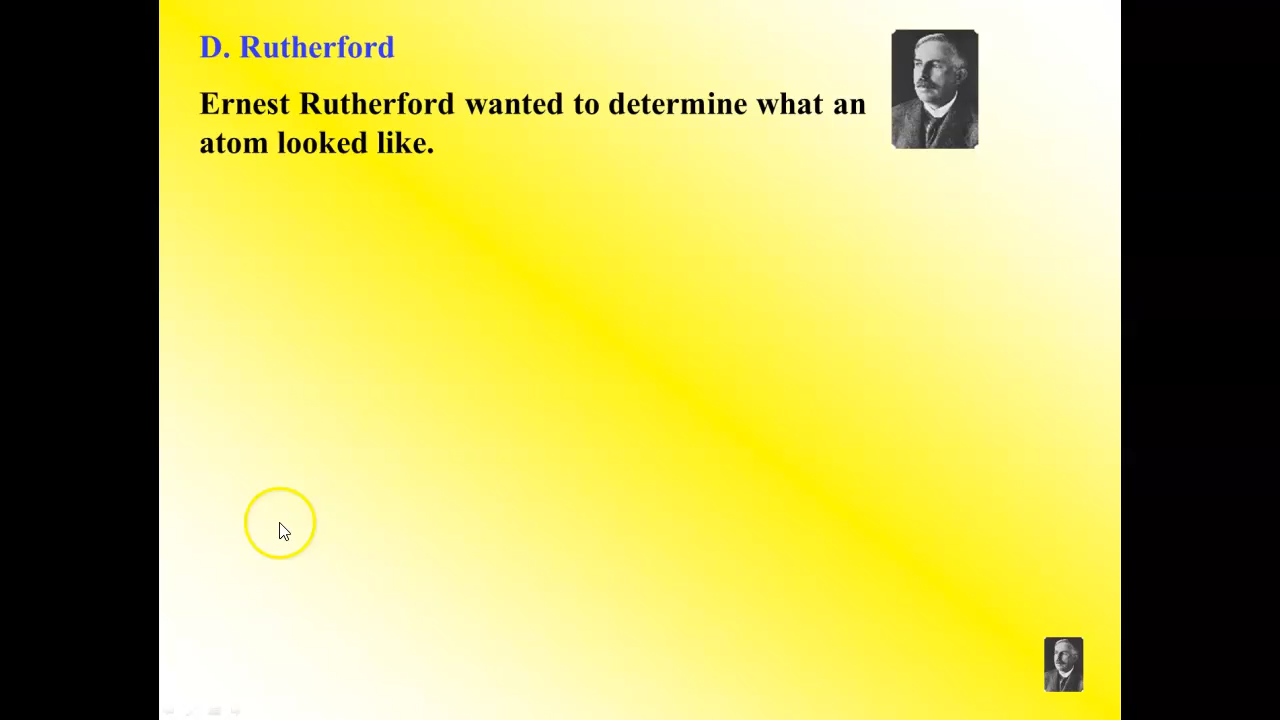 D. Rutherford
Ernest Rutherford wanted to determine what an
atom looked like.